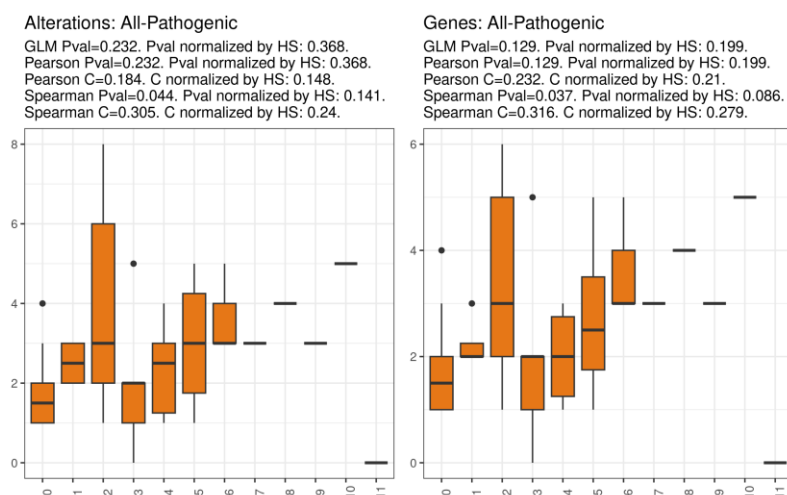 Alterations: All-Pathogenic
GLM Pval=0.232. Pval normalized by HS: 0.368.
Pearson Pval=0.232. Pval normalized by HS: 0.368.
Pearson C=0.184. C normalized by HS: 0.148.
Spearman Pval=0.044. Pval normalized by HS: 0.141.
Spearman C=0.305. C normalized by HS: 0.24.
8
6
4
2
0
0 1 2 3 4 5 6 7 8 9 10 11
Genes: All-Pathogenic
GLM Pval=0.129. Pval normalized by HS: 0.199.
Pearson Pval=0.129. Pval normalized by HS: 0.199.
Pearson C=0.232. C normalized by HS: 0.21.
Spearman Pval=0.037. Pval normalized by HS: 0.086.
Spearman C=0.316. C normalized by HS: 0.279.
6
4
2
0
0 1 2 3 4 5 6 7 8 9 10 11